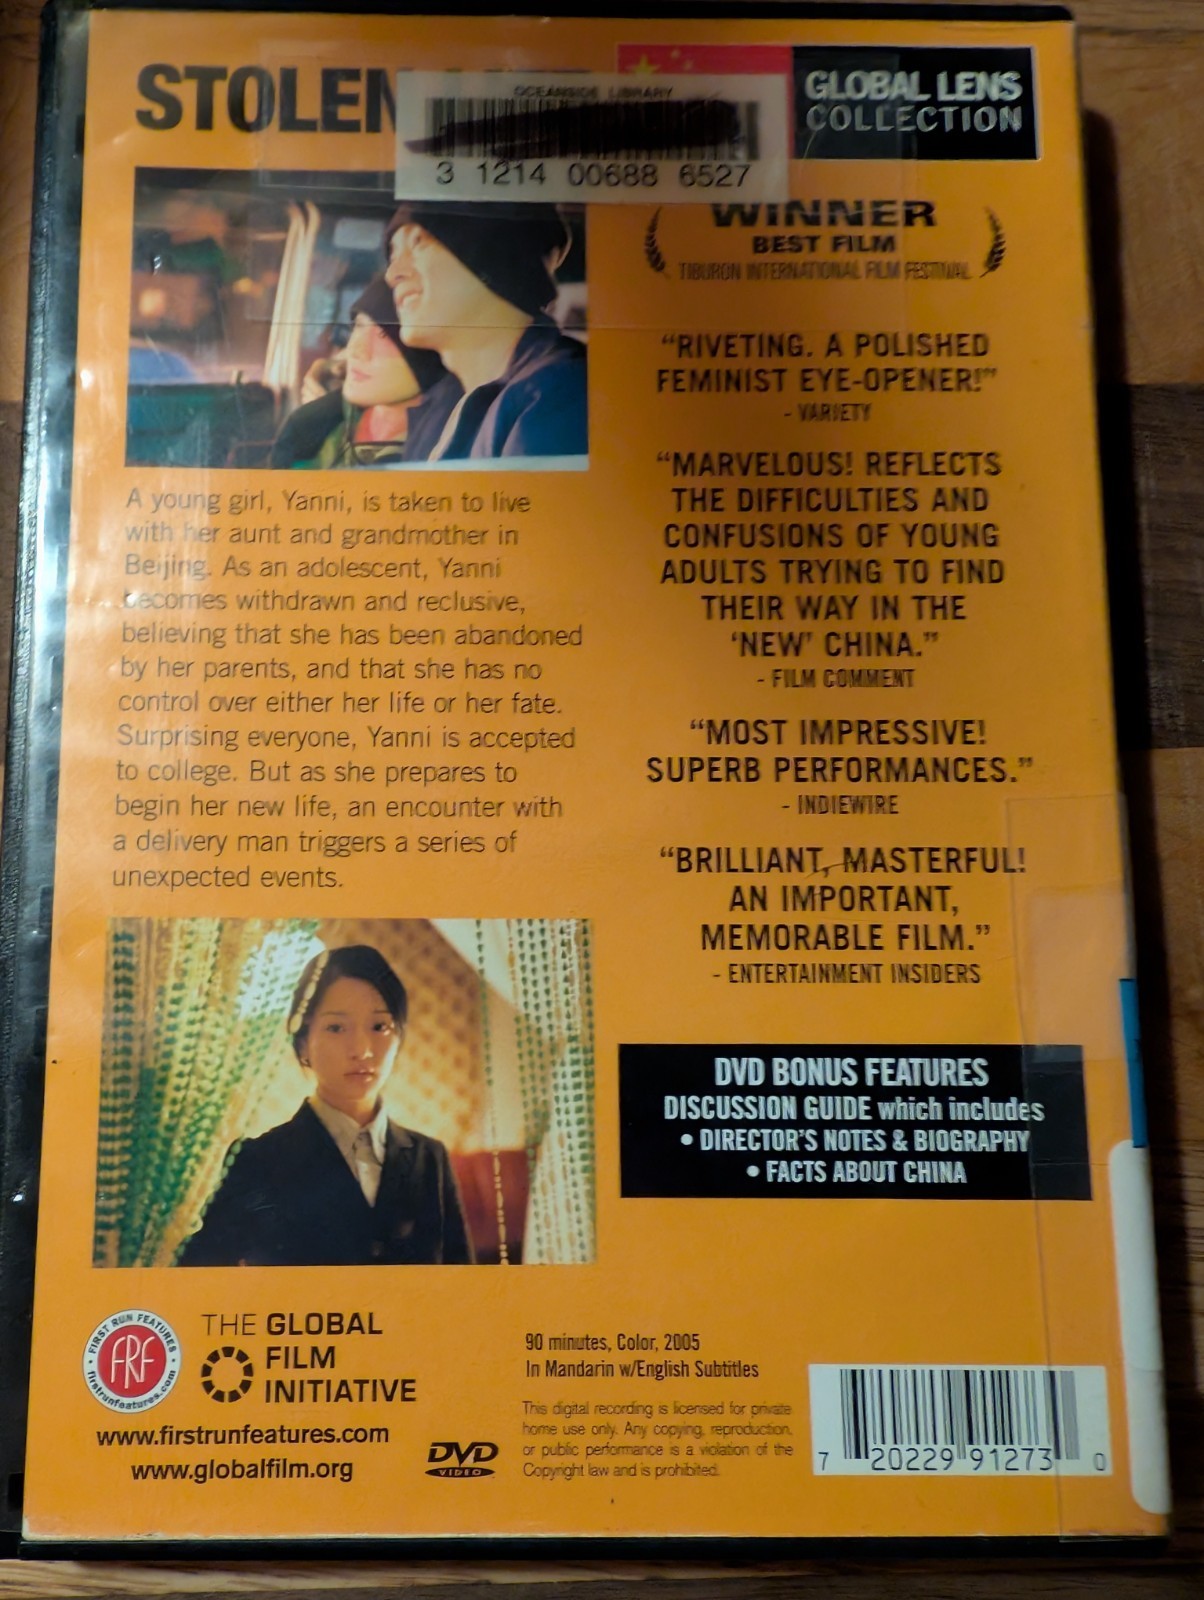 STOLEN
OCEANSIDE LIBRARY
3 1214 00688 6527
GLOBAL LENS
COLLECTION
WINNER
BEST FILM
TIBURON INTERNATIONAL FILM FESTIVAL
“RIVETING. A POLISHED
FEMINIST EYE-OPENER!”
- VARIETY
“MARVELOUS! REFLECTS
THE DIFFICULTIES AND
CONFUSIONS OF YOUNG
ADULTS TRYING TO FIND
THEIR WAY IN THE
‘NEW’ CHINA.”
- FILM COMMENT
“MOST IMPRESSIVE!
SUPERB PERFORMANCES.”
- INDIEWIRE
“BRILLIANT, MASTERFUL!
AN IMPORTANT,
MEMORABLE FILM.”
- ENTERTAINMENT INSIDERS
A young girl, Yanni, is taken to live
with her aunt and grandmother in
Beijing. As an adolescent, Yanni
becomes withdrawn and reclusive,
believing that she has been abandoned
by her parents, and that she has no
control over either her life or her fate.
Surprising everyone, Yanni is accepted
to college. But as she prepares to
begin her new life, an encounter with
a delivery man triggers a series of
unexpected events.
DVD BONUS FEATURES
DISCUSSION GUIDE which includes
• DIRECTOR'S NOTES & BIOGRAPHY
• FACTS ABOUT CHINA
• FIRST RUN FEATURES •
FRF
firstrunfeatures.com
THE GLOBAL
FILM
INITIATIVE
www.firstrunfeatures.com
www.globalfilm.org
DVD
VIDEO
90 minutes, Color, 2005
In Mandarin w/English Subtitles
This digital recording is licensed for private
home use only. Any copying, reproduction,
or public performance is a violation of the
Copyright law and is prohibited.
7 20229 91273 0